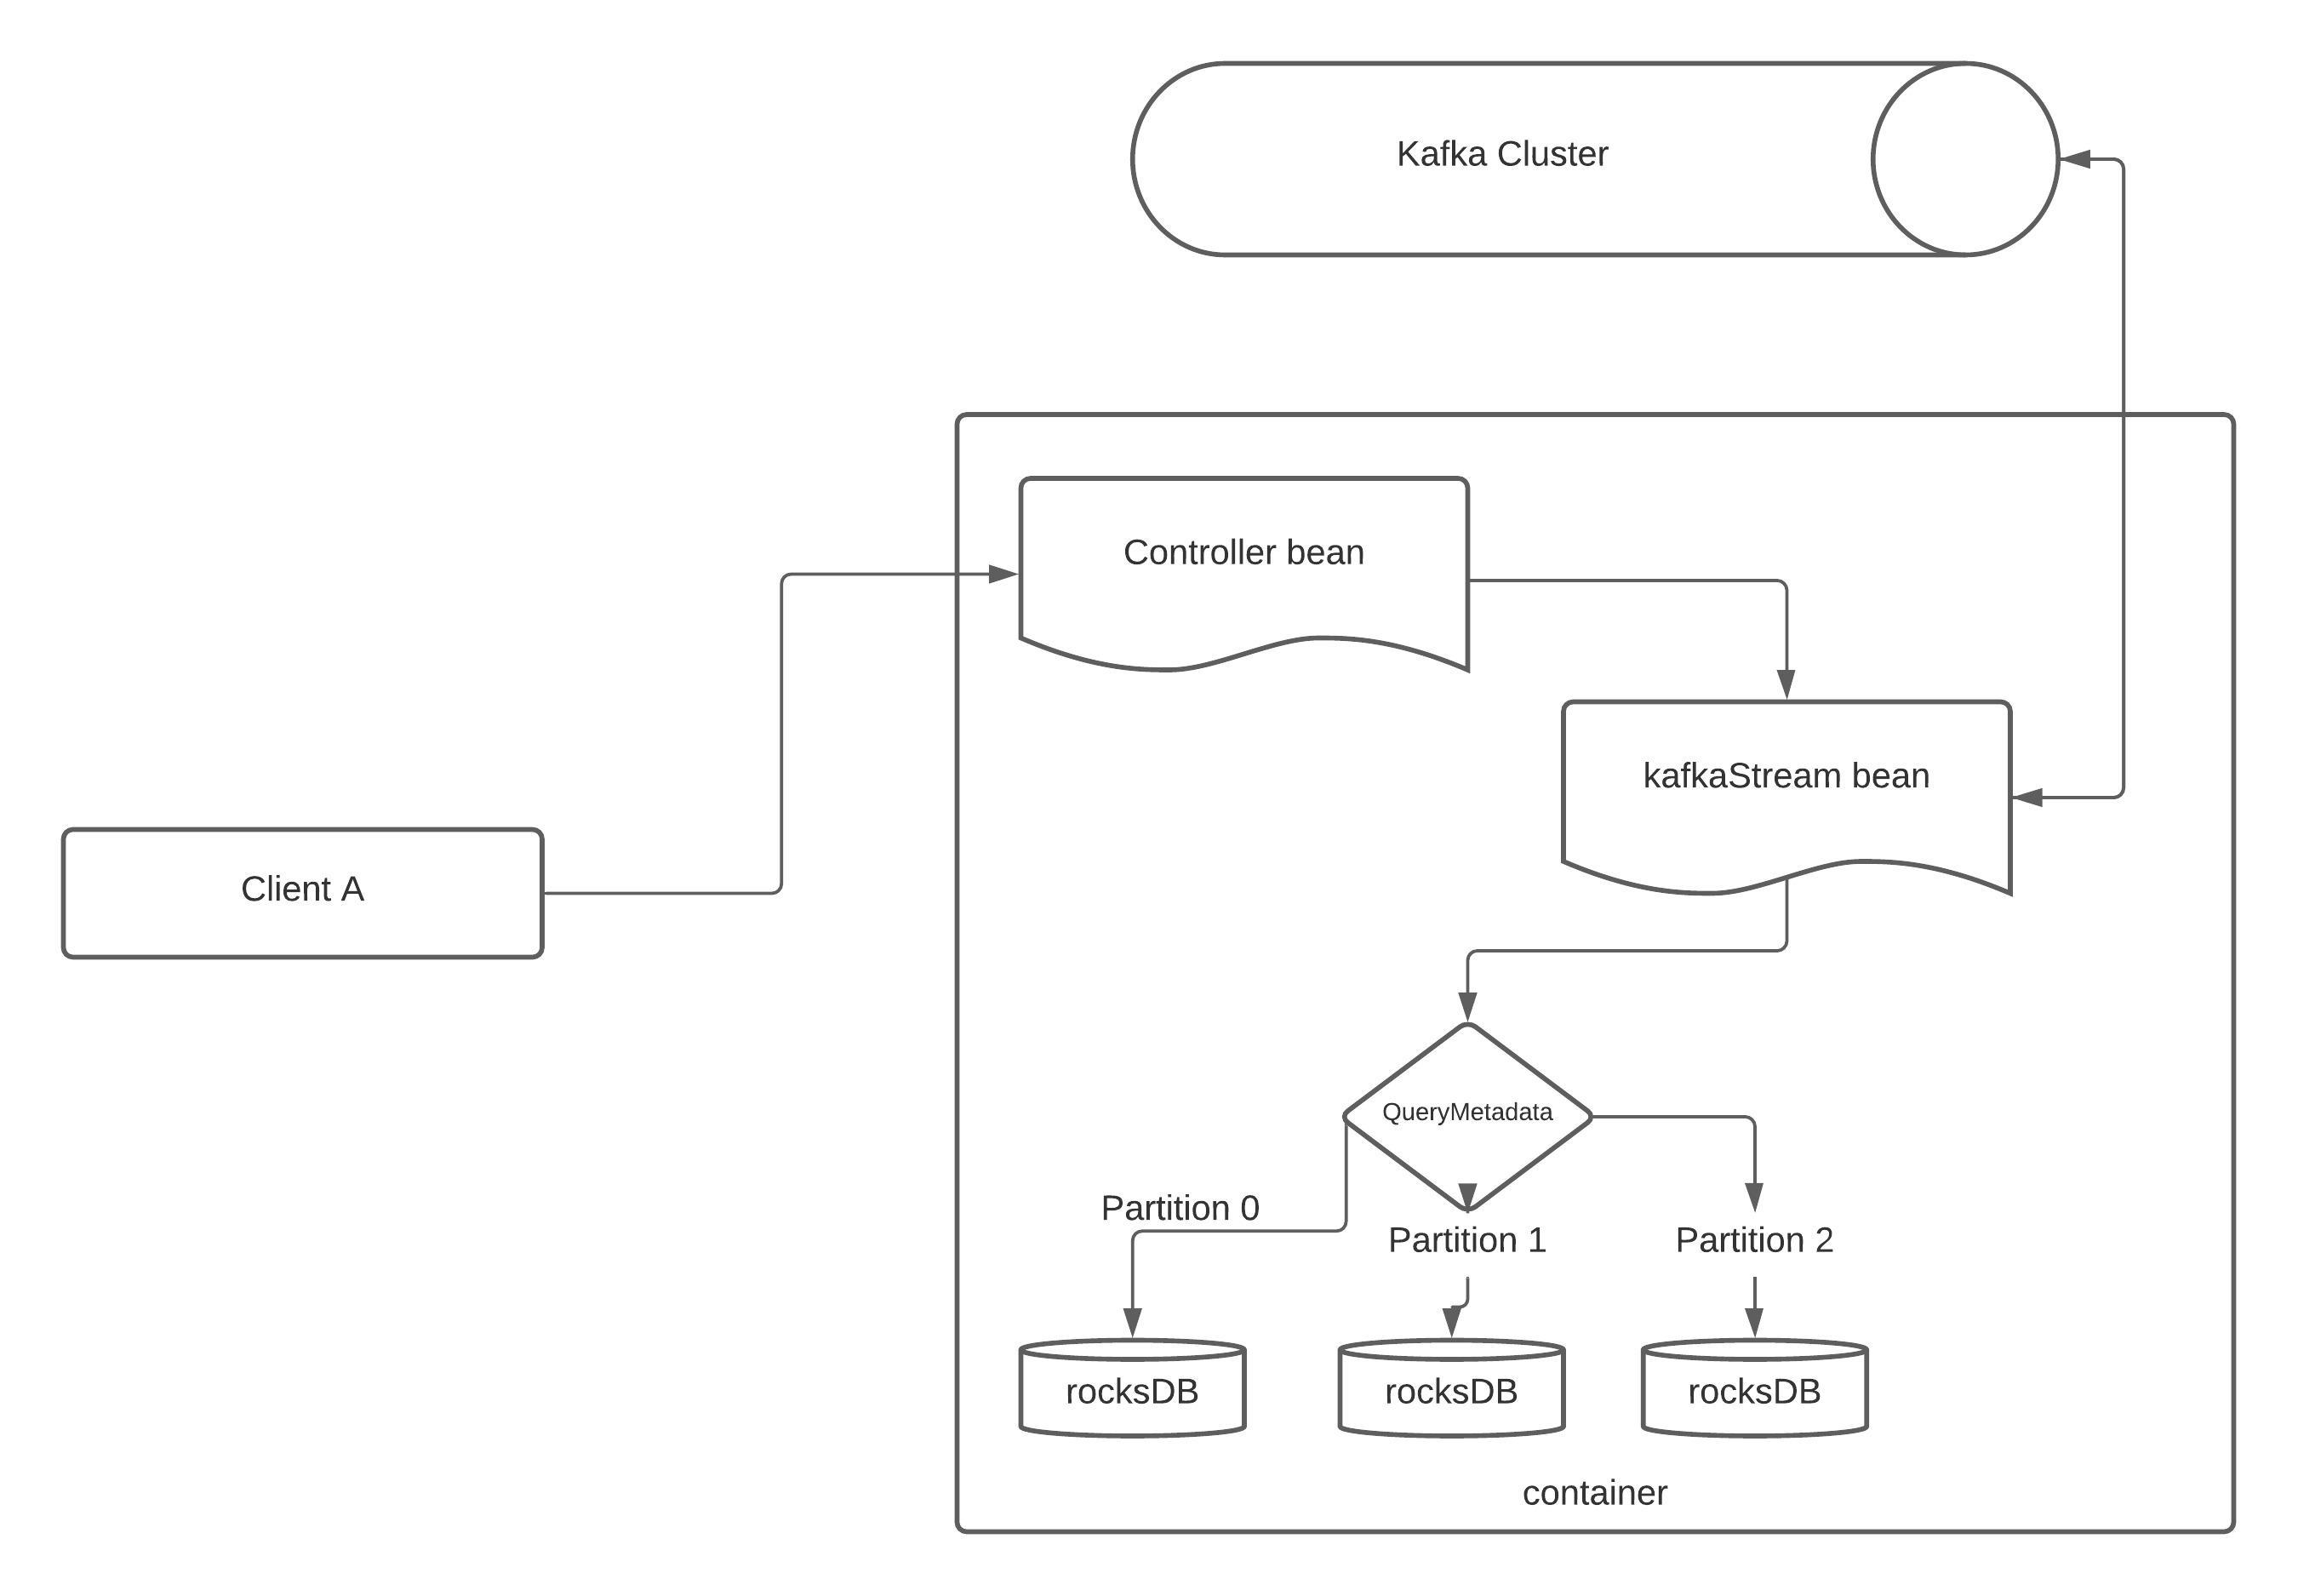 Kafka Cluster
Controller bean
kafkaStream bean
Client A
QueryMetadata
Partition 0
Partition 1
Partition 2
rocksDB
rocksDB
rocksDB
container